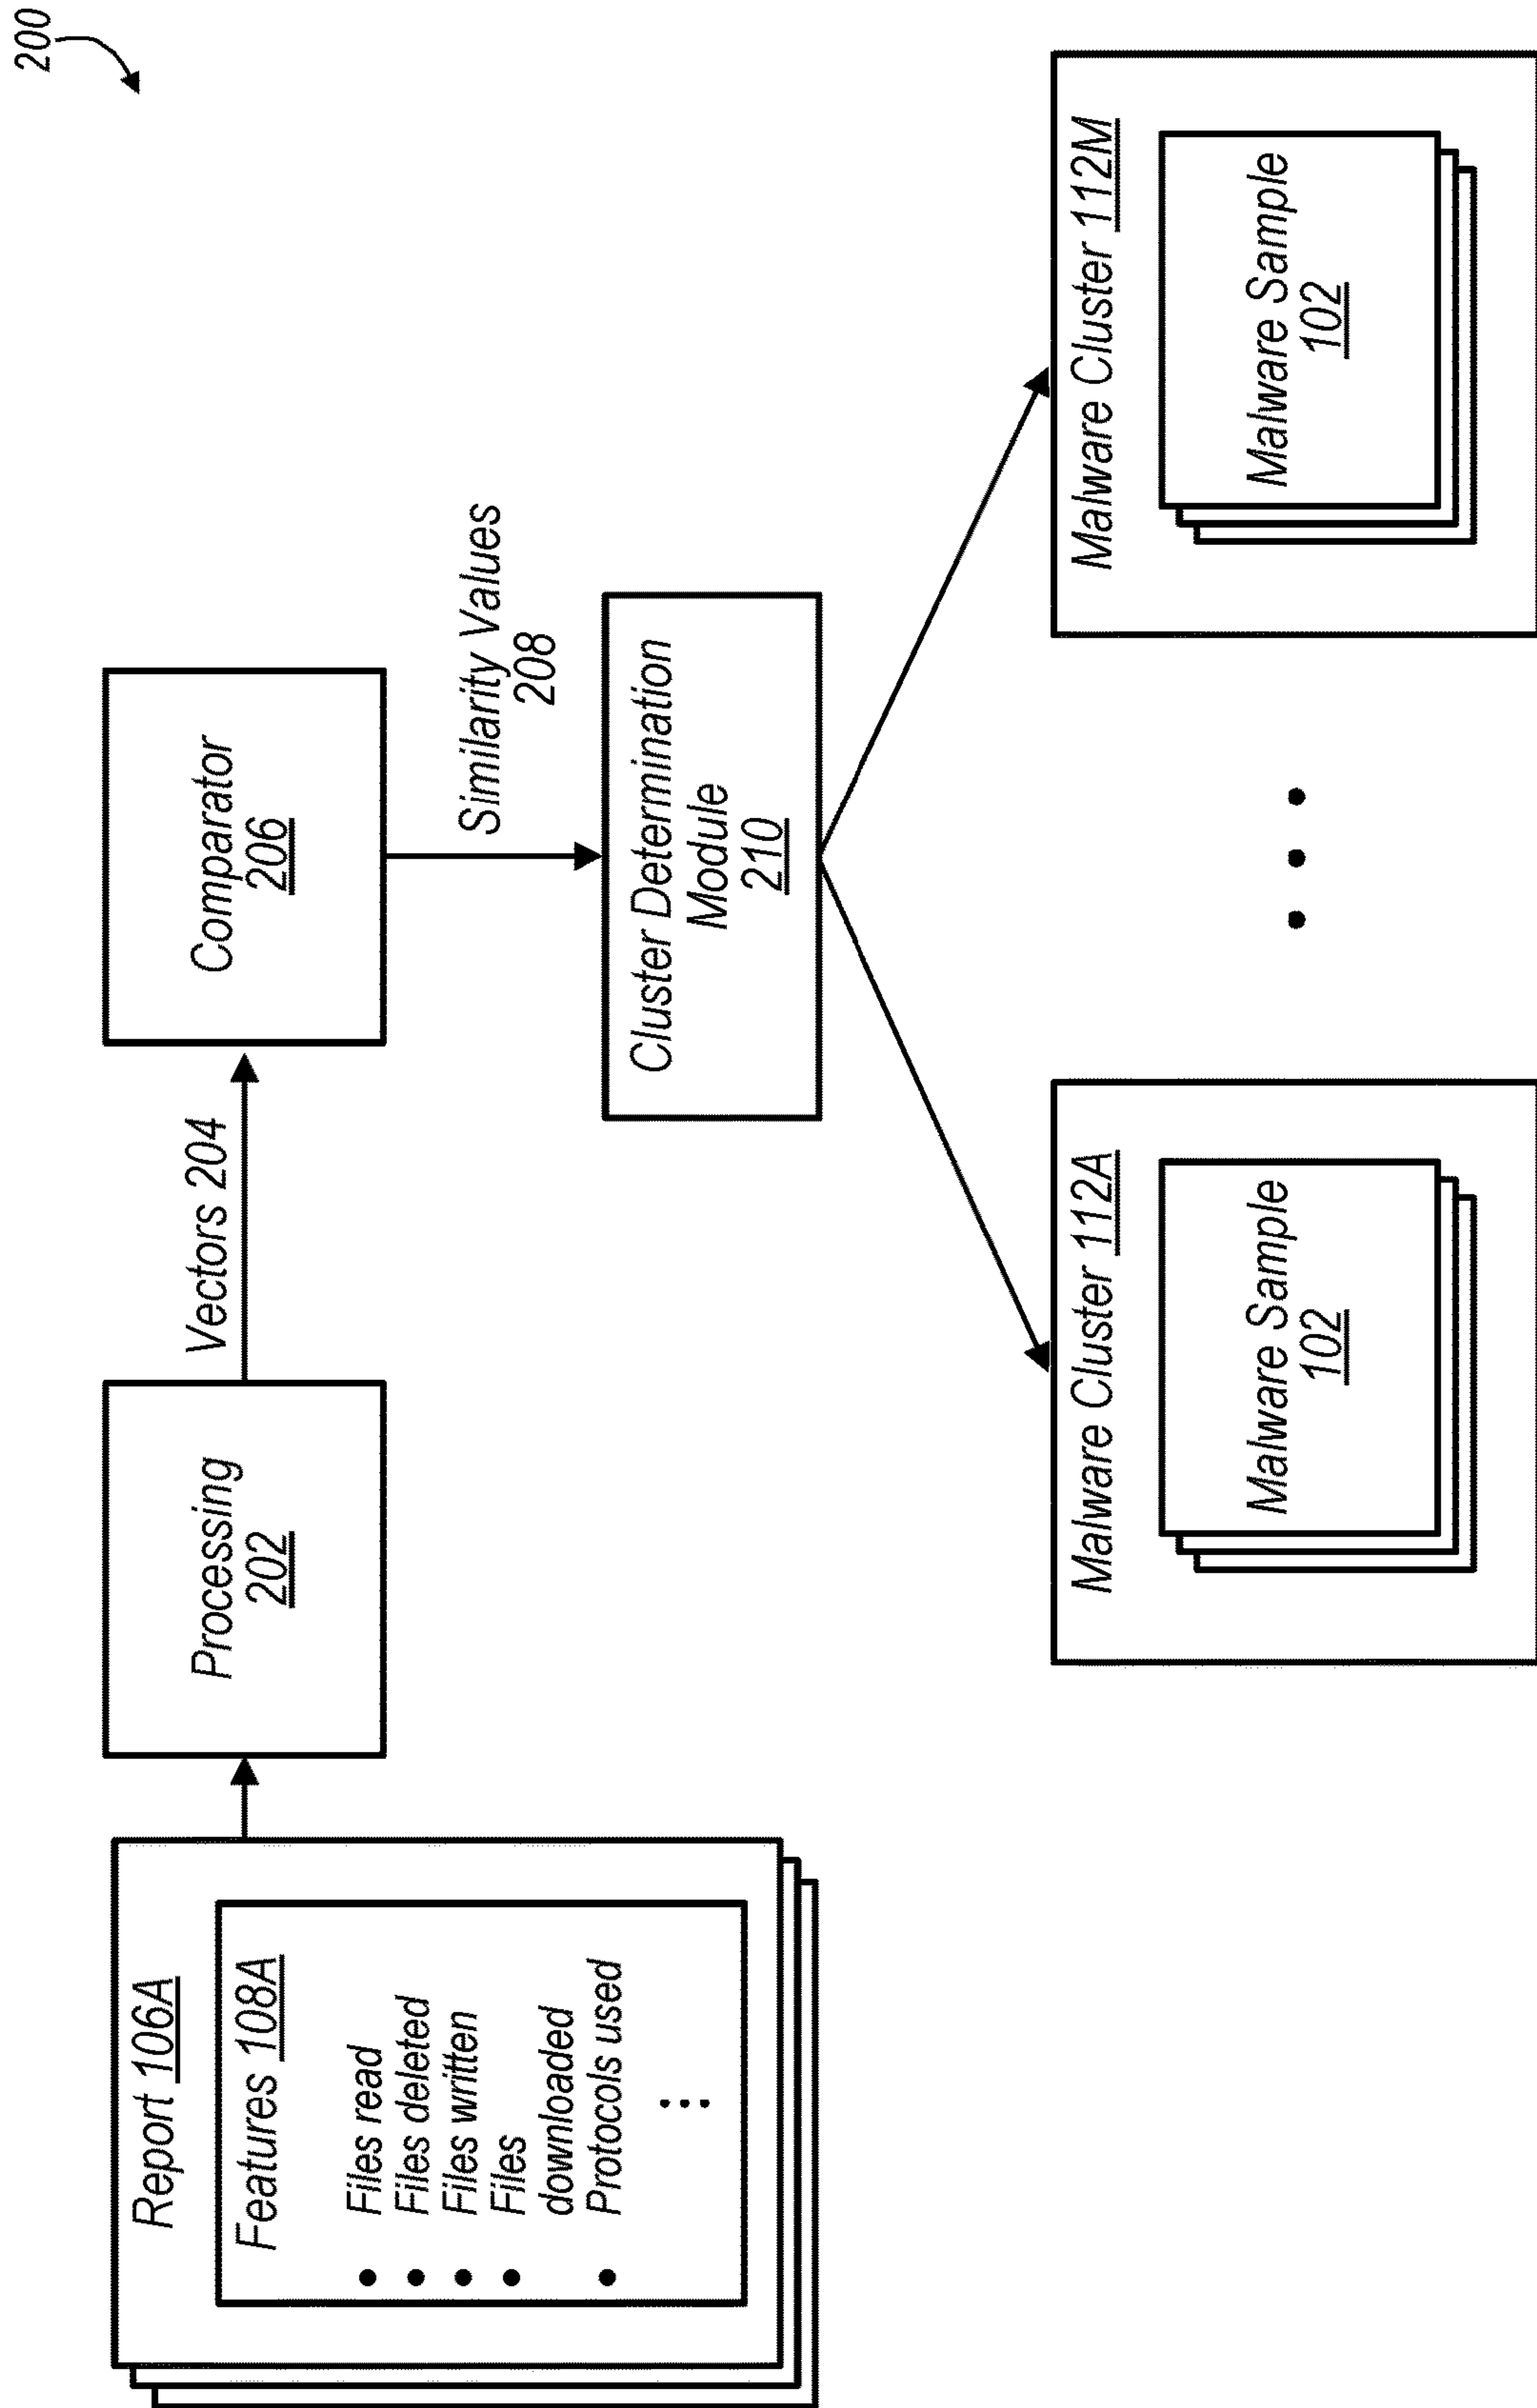 200
Report 106A
Features 108A
• Files read
• Files deleted
• Files written
• Files
downloaded
• Protocols used
Processing
202
Vectors 204
Comparator
206
Similarity Values
208
Cluster Determination
Module
210
Malware Cluster 112A
Malware Sample
102
Malware Cluster 112M
Malware Sample
102